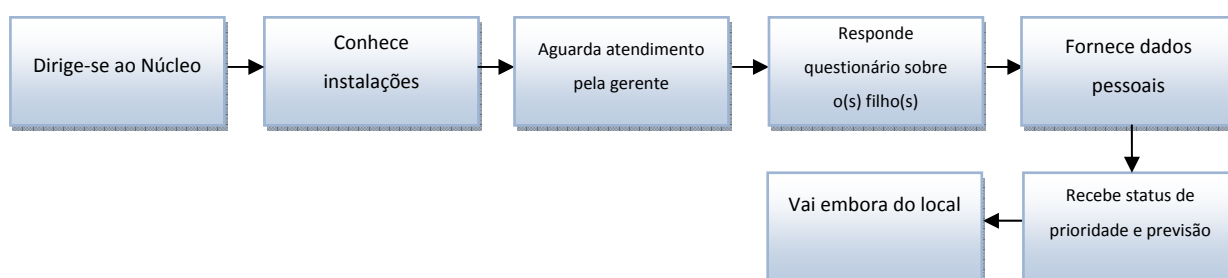 Dirige-se ao Núcleo
Conhece
instalações
Aguarda atendimento
pela gerente
Responde
questionário sobre
o(s) filho(s)
Fornece dados
pessoais
Recebe status de
prioridade e previsão
Vai embora do local